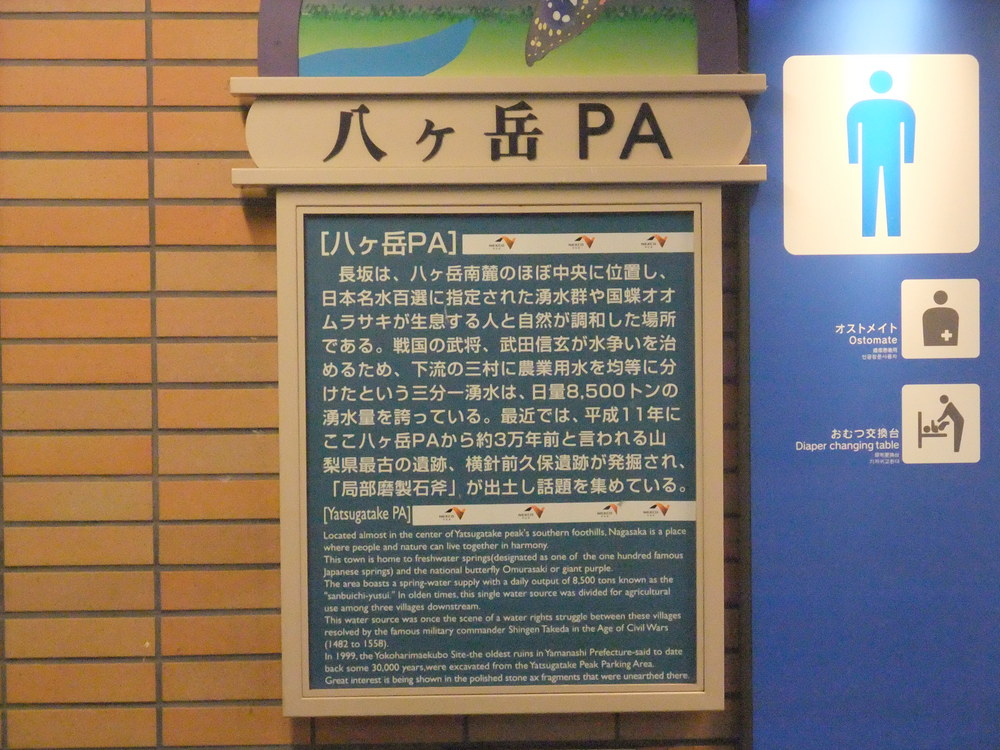 八ヶ岳 PA
[八ヶ岳PA]
長坂は、八ヶ岳南麓のほぼ中央に位置し、
日本名水百選に指定された湧水群や国蝶オオ
ムラサキが生息する人と自然が調和した場所
である。戦国の武将、武田信玄が水争いを治
めるため、下流の三村に農業用水を均等に分
けたという三分一湧水は、日量8,500トンの
湧水量を誇っている。最近では、平成11年に
ここ八ヶ岳PAから約3万年前と言われる山
梨県最古の遺跡、横針前久保遺跡が発掘され、
「局部磨製石斧」が出土し話題を集めている。
[Yatsugatake PA]
Located almost in the center of Yatsugatake peak's southern foothills, Nagasaka is a place
where people and nature can live together in harmony.
This town is home to freshwater springs(designated as one of the one hundred famous
Japanese springs) and the national butterfly Omurasaki or giant purple.
The area boasts a spring-water supply with a daily output of 8,500 tons known as the
"sanbuichi-yusui." In olden times, this single water source was divided for agricultural
use among three villages downstream.
This water source was once the scene of a water rights struggle between these villages
resolved by the famous military commander Shingen Takeda in the Age of Civil Wars
(1482 to 1558).
In 1999, the Yokoharimaekubo Site-the oldest ruins in Yamanashi Prefecture-said to date
back some 30,000 years,were excavated from the Yatsugatake Peak Parking Area.
Great interest is being shown in the polished stone ax fragments that were unearthed there.
オストメイト
Ostomate
おむつ交換台
Diaper changing table